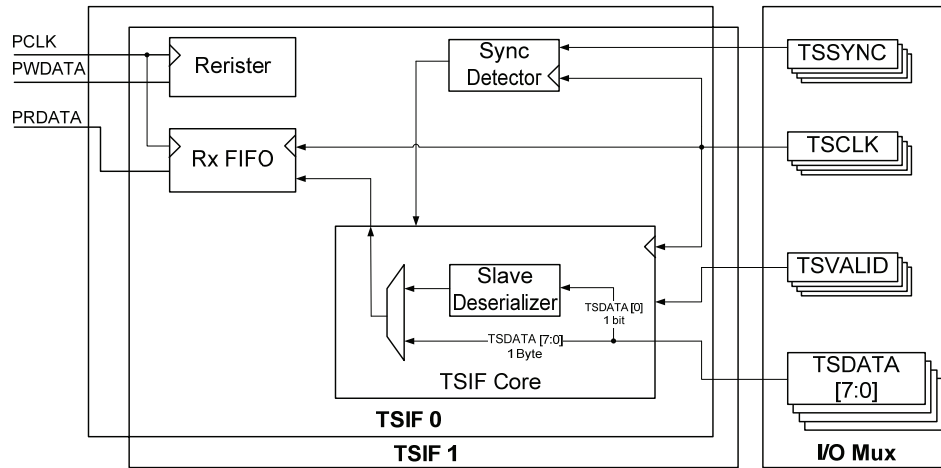 PCLK
PWDATA
PRDATA
Rerister
Rx FIFO
Sync
Detector
TSSYNC
TSCLK
TSVALID
TSDATA
[7:0]
Slave
Deserializer
TSDATA [0]
1 bit
TSDATA [7:0]
1 Byte
TSIF Core
TSIF 0
TSIF 1
I/O Mux